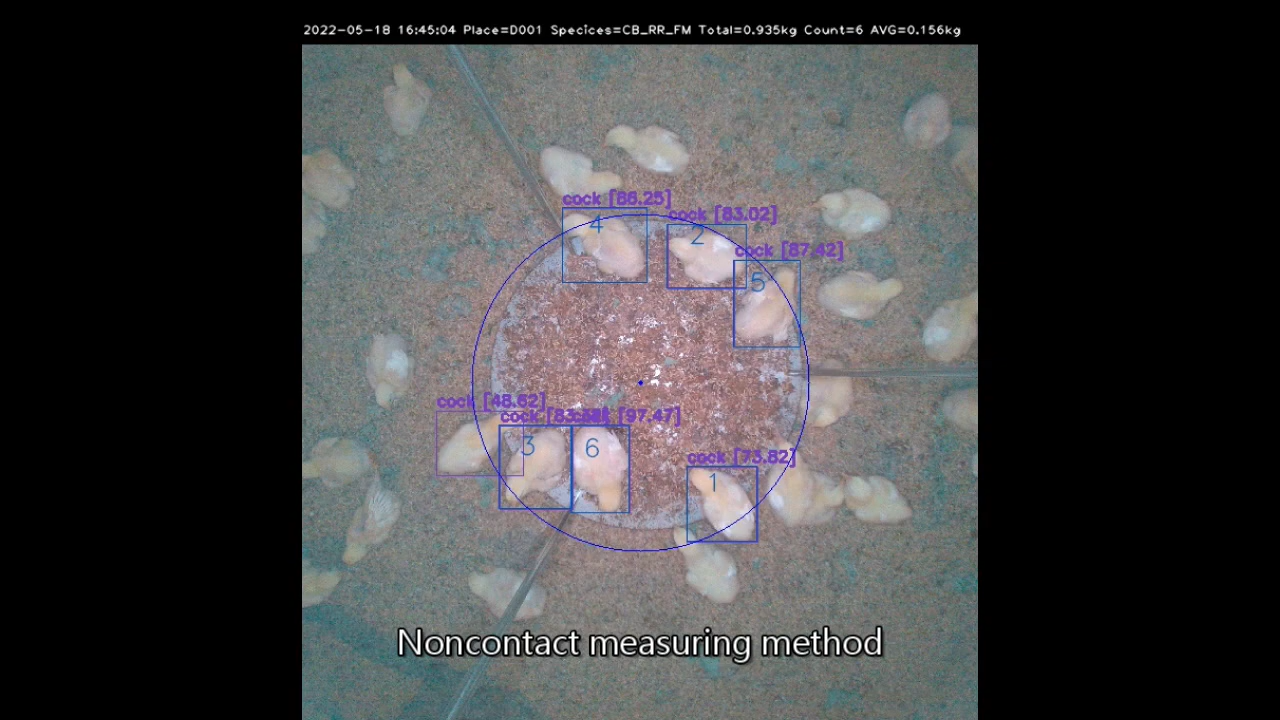 2022-05-18 16:45:04 Place=D001 Specices=CB_RR_FM Total=0.935kg Count=6 AVG=0.156kg
cock [86.25]
4
cock [83.02]
2
cock [87.42]
5
cock [48.62]
cock
[97.47]
3
6
cock [73.82]
1
Noncontact measuring method